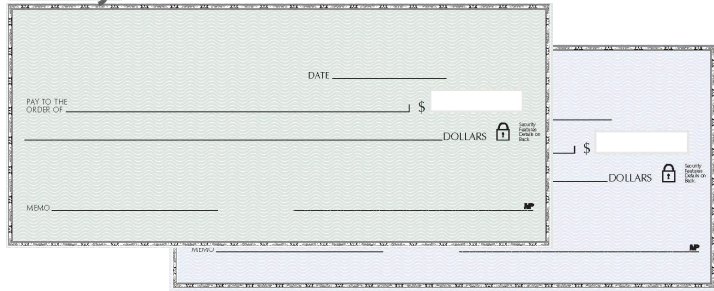 DATE
PAY TO THE
ORDER OF
$
DOLLARS
Security
Features
Details on
Back
MEMO
MP
$
DOLLARS
Security
Features
Details on
Back
MEMO
MP